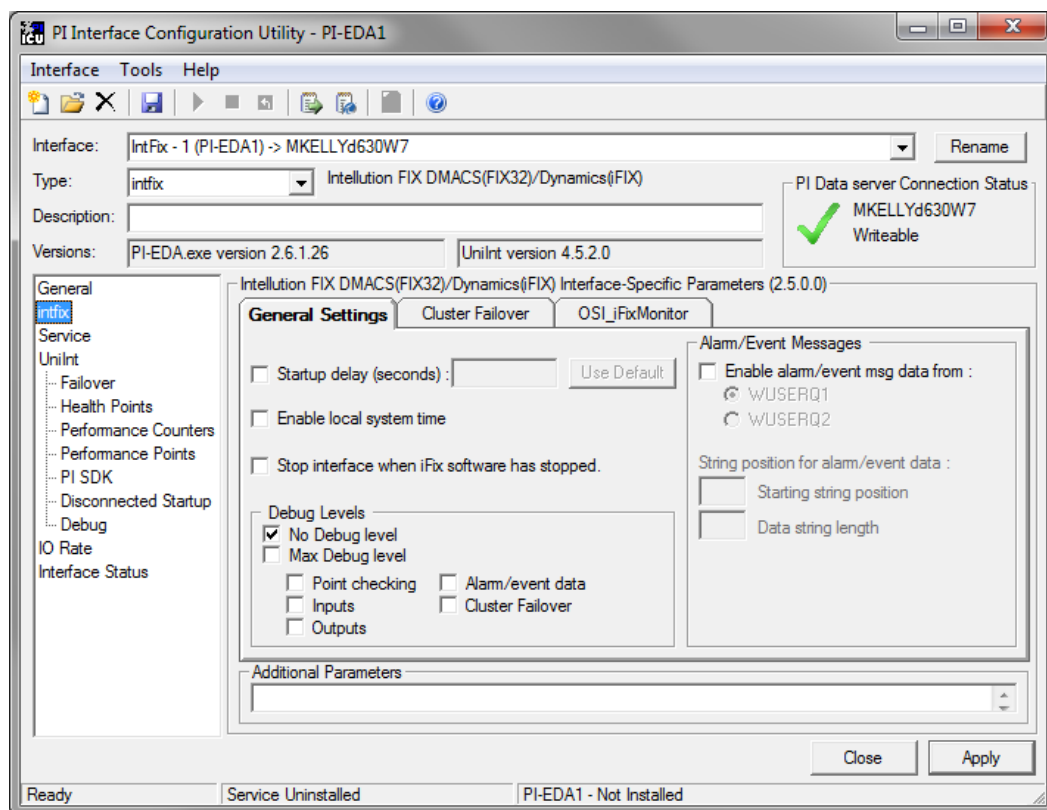 PI Interface Configuration Utility - PI-EDA1
Interface Tools Help
Interface: IntFix - 1 (PI-EDA1) -> MKELLYd630W7 Rename
Type: intfix Intellution FIX DMACS(FIX32)/Dynamics(iFIX)
PI Data server Connection Status
MKELLYd630W7
Writeable
Description:
Versions: PI-EDA.exe version 2.6.1.26 UniInt version 4.5.2.0
General
intfix
Service
UniInt
Failover
Health Points
Performance Counters
Performance Points
PI SDK
Disconnected Startup
Debug
IO Rate
Interface Status
Intellution FIX DMACS(FIX32)/Dynamics(iFIX) Interface-Specific Parameters (2.5.0.0)
General Settings Cluster Failover OSI_iFixMonitor
Startup delay (seconds) : Use Default
Enable local system time
Stop interface when iFix software has stopped.
Debug Levels
No Debug level
Max Debug level
Point checking Alarm/event data
Inputs Cluster Failover
Outputs
Alarm/Event Messages
Enable alarm/event msg data from :
WUSERQ1
WUSERQ2
String position for alarm/event data :
Starting string position
Data string length
Additional Parameters
Close Apply
Ready Service Uninstalled PI-EDA1 - Not Installed